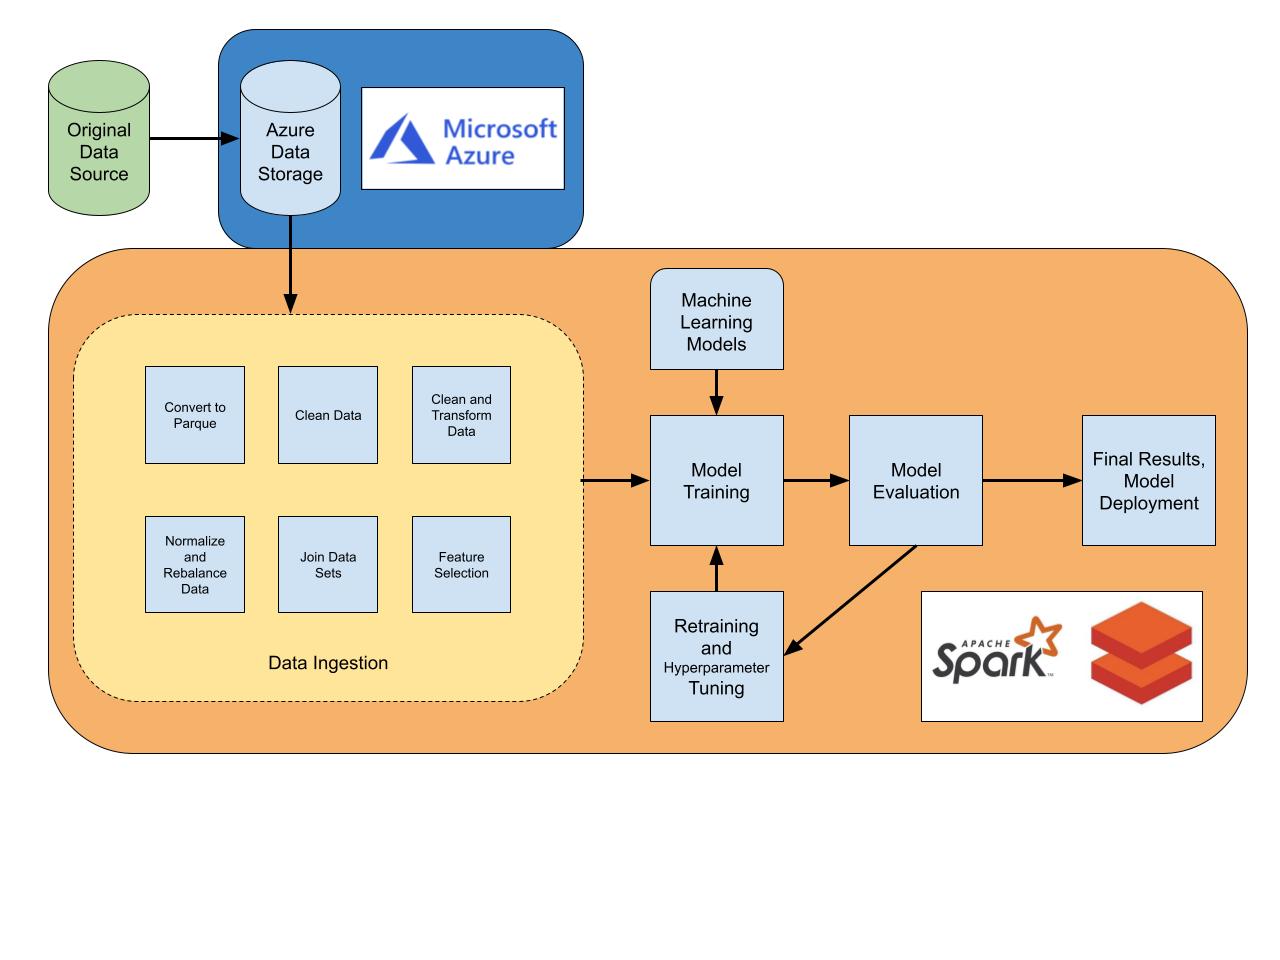 Original
Data
Source
Azure
Data
Storage
Microsoft
Azure
Machine
Learning
Models
Convert to
Parque
Clean Data
Clean and
Transform
Data
Model
Training
Model
Evaluation
Final Results,
Model
Deployment
Normalize
and
Rebalance
Data
Join Data
Sets
Feature
Selection
Data Ingestion
Retraining
and
Hyperparameter
Tuning
APACHE
Spark™